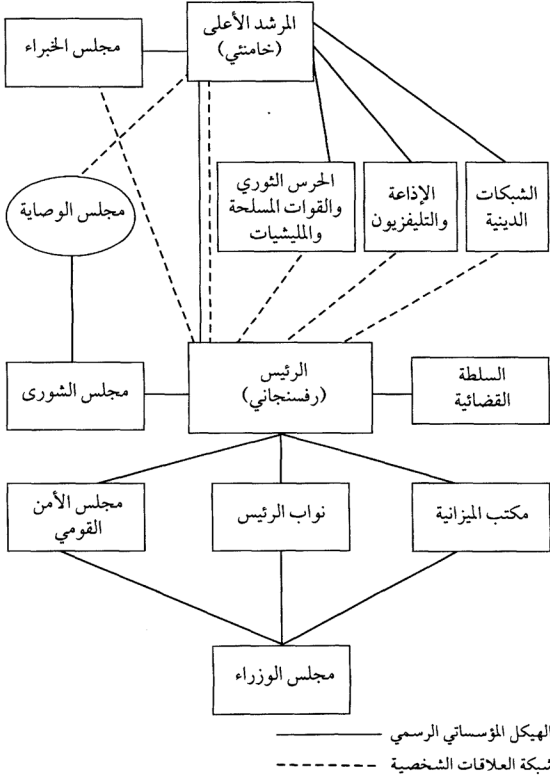 المرشد الأعلى
(خامنئي)
مجلس الخبراء
الشبكات
الدينية
الإذاعة
والتليفزيون
الحرس الثوري
والقوات المسلحة
والمليشيات
مجلس الوصاية
السلطة
القضائية
الرئيس
(رفسنجاني)
مجلس الشورى
مكتب الميزانية
نواب الرئيس
مجلس الأمن
القومي
مجلس الوزراء
الهيكل المؤسساتي الرسمي
شبكة العلاقات الشخصية